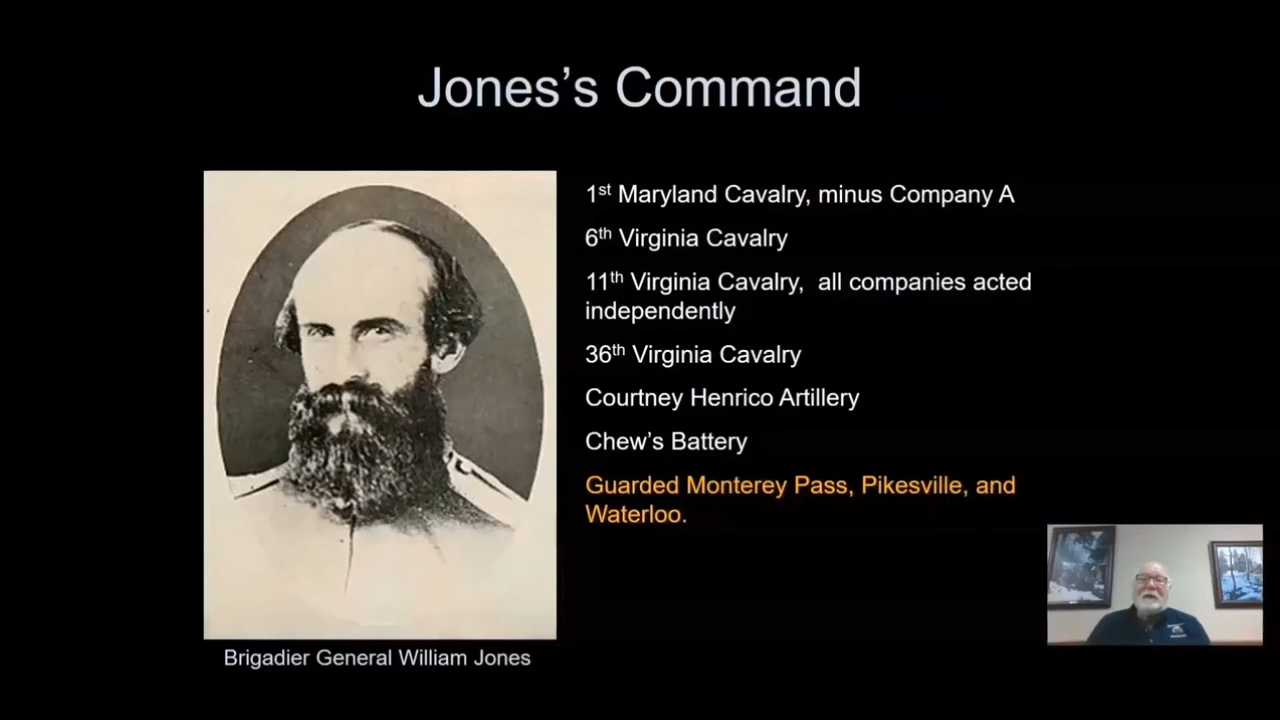 Jones’s Command
1st Maryland Cavalry, minus Company A
6th Virginia Cavalry
11th Virginia Cavalry,  all companies acted
independently
36th Virginia Cavalry
Courtney Henrico Artillery
Chew’s Battery
Guarded Monterey Pass, Pikesville, and
Waterloo.
Brigadier General William Jones